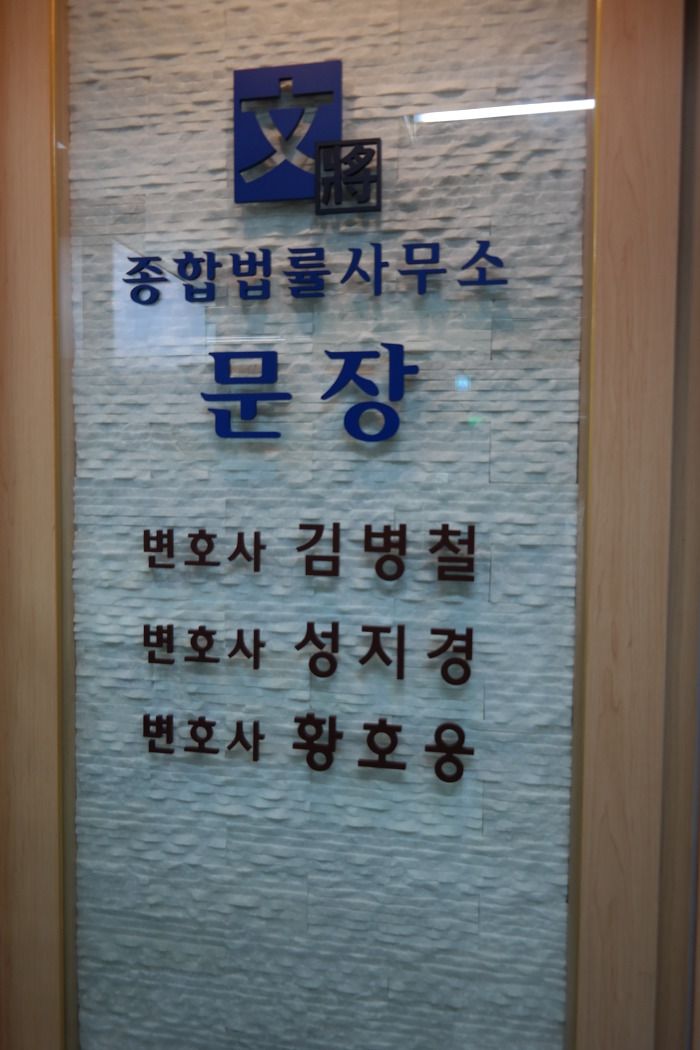 文
將
종합법률사무소
문장
변호사 김병철
변호사 성지경
변호사 황호용